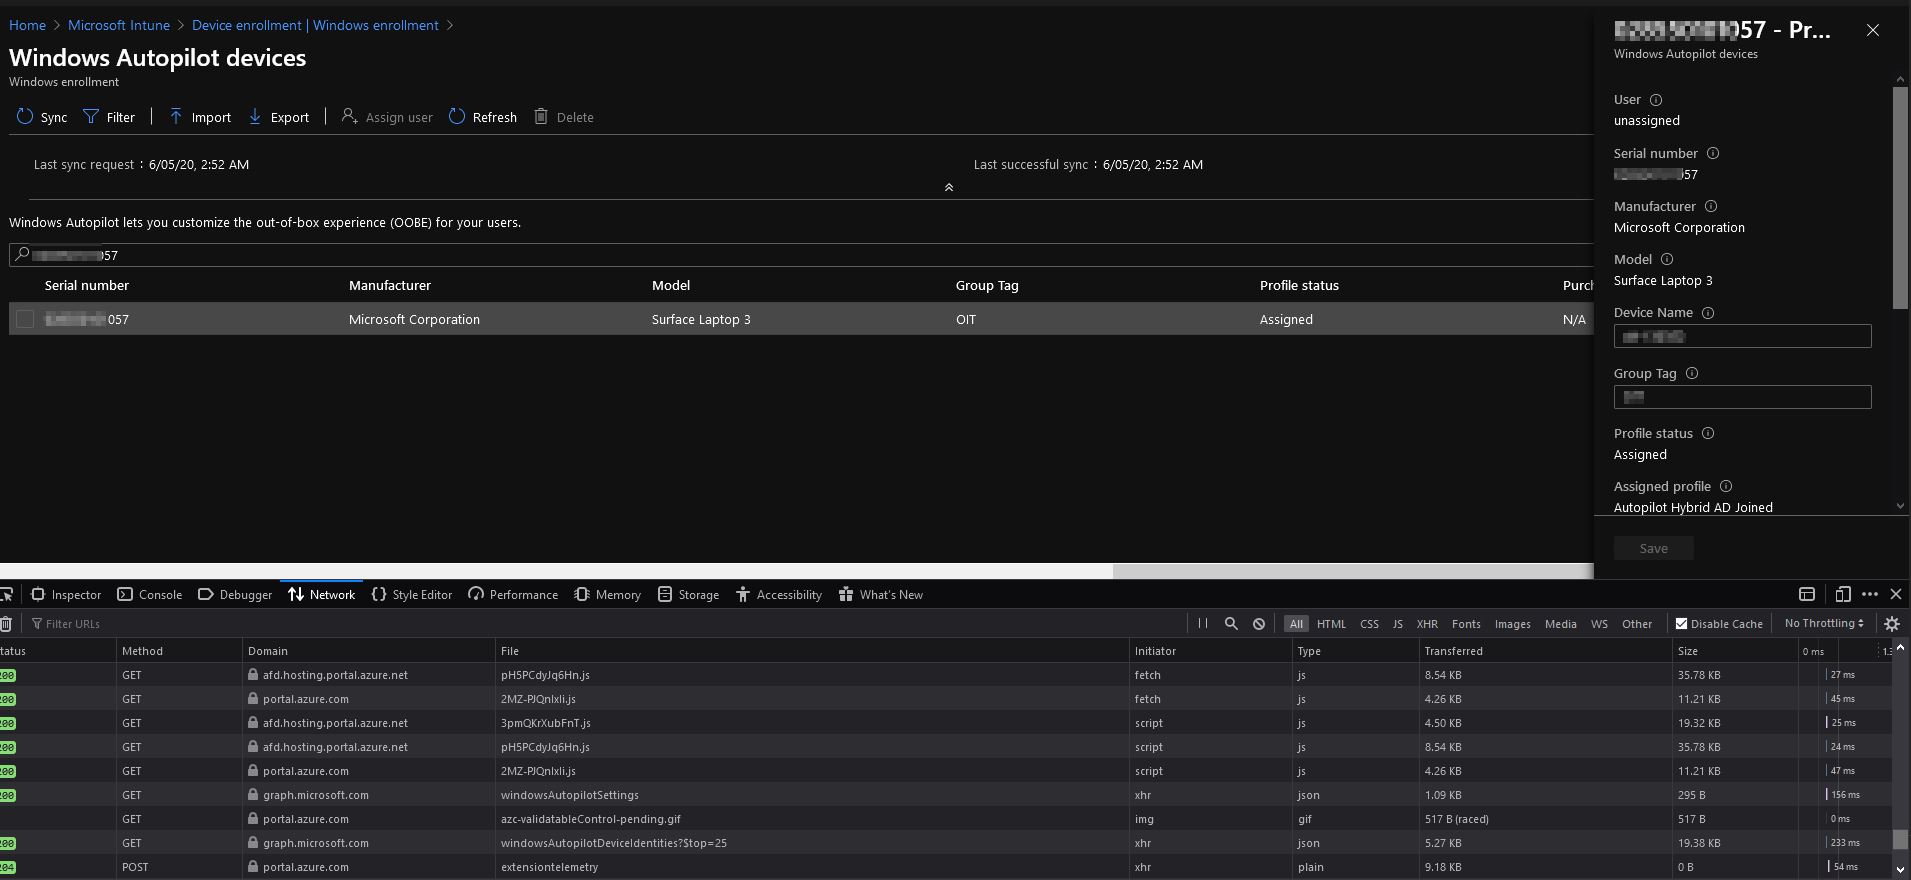 Home > Microsoft Intune > Device enrollment | Windows enrollment >
Windows Autopilot devices
Windows enrollment
Sync Filter | Import Export | Assign user Refresh Delete
Last sync request : 6/05/20, 2:52 AM Last successful sync : 6/05/20, 2:52 AM
Windows Autopilot lets you customize the out-of-box experience (OOBE) for your users.
057
Serial number Manufacturer Model Group Tag Profile status Purch
057 Microsoft Corporation Surface Laptop 3 OIT Assigned N/A
057 - Pr...
Windows Autopilot devices
User
unassigned
Serial number
057
Manufacturer
Microsoft Corporation
Model
Surface Laptop 3
Device Name
Group Tag
Profile status
Assigned
Assigned profile
Autopilot Hybrid AD Joined
Save
Inspector Console Debugger Network Style Editor Performance Memory Storage Accessibility What's New
Filter URLs All HTML CSS JS XHR Fonts Images Media WS Other Disable Cache No Throttling
tatus Method Domain File Initiator Type Transferred Size 0 ms
200 GET afd.hosting.portal.azure.net pH5PCdyJq6Hn.js fetch js 8.54 KB 35.78 KB 27 ms
200 GET portal.azure.com 2MZ-PJQnlxli.js fetch js 4.26 KB 11.21 KB 45 ms
200 GET afd.hosting.portal.azure.net 3pmQKrXubFnT.js script js 4.50 KB 19.32 KB 25 ms
200 GET afd.hosting.portal.azure.net pH5PCdyJq6Hn.js script js 8.54 KB 35.78 KB 24 ms
200 GET portal.azure.com 2MZ-PJQnlxli.js script js 4.26 KB 11.21 KB 47 ms
200 GET graph.microsoft.com windowsAutopilotSettings xhr json 1.09 KB 295 B 156 ms
GET portal.azure.com azc-validatableControl-pending.gif img gif 517 B (raced) 517 B 0 ms
200 GET graph.microsoft.com windowsAutopilotDeviceIdentities?$top=25 xhr json 5.27 KB 19.38 KB 233 ms
204 POST portal.azure.com extensiontelemetry xhr plain 9.18 KB 0 B 54 ms